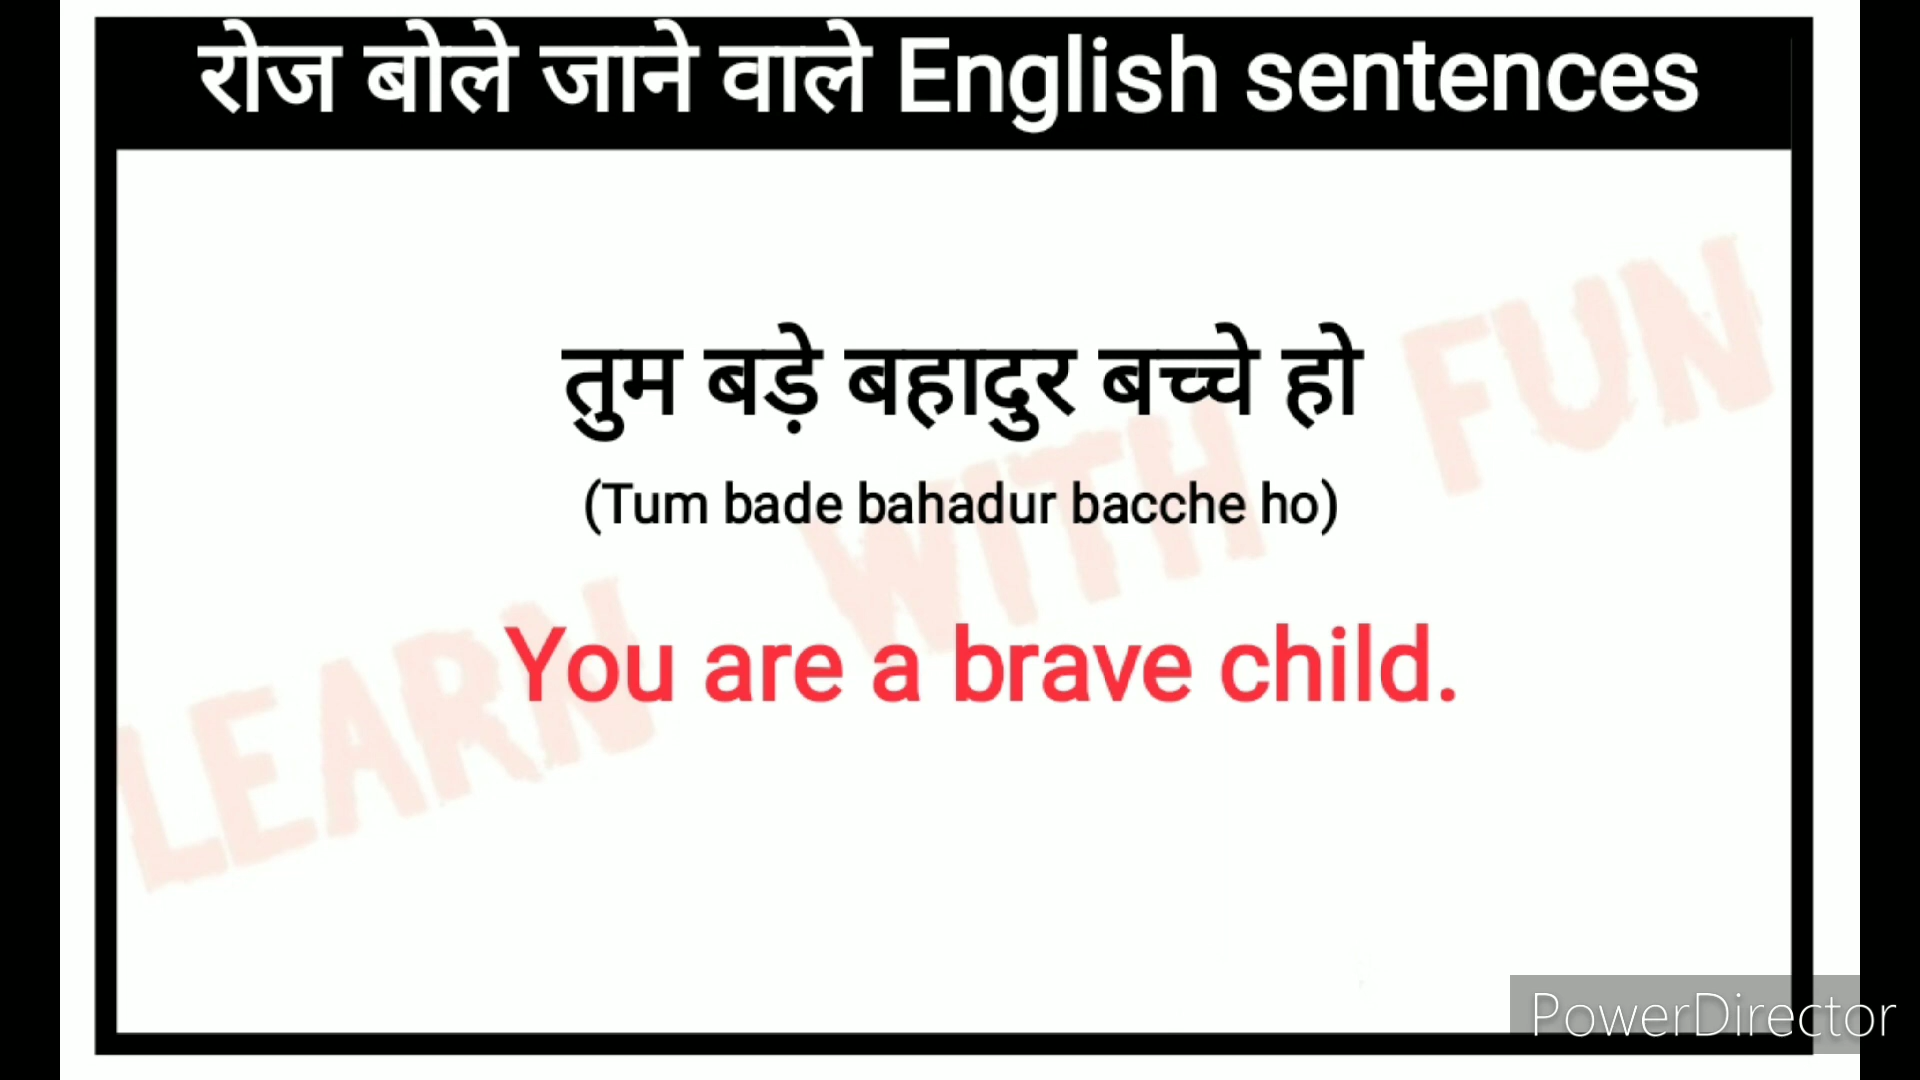 रोज बोले जाने वाले English sentences
तुम बड़े बहादुर बच्चे हो
(Tum bade bahadur bacche ho)
You are a brave child.
LEARN WITH FUN
PowerDirector